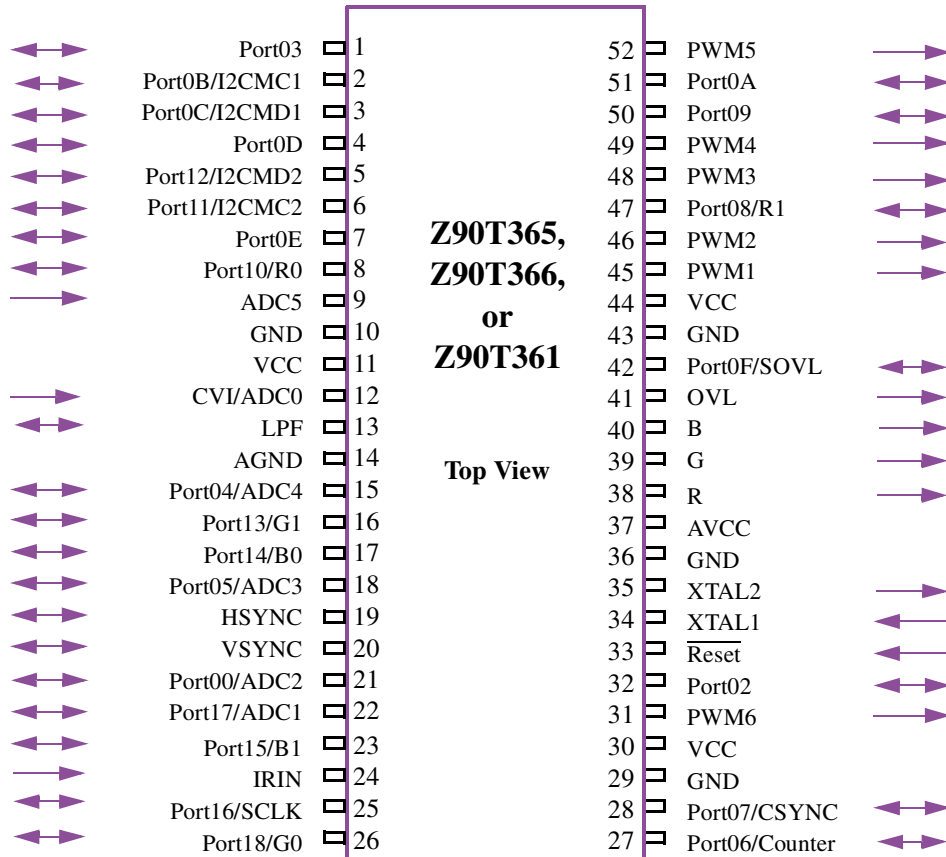 Port03 1 52 PWM5
Port0B/I2CMC1 2 51 Port0A
Port0C/I2CMD1 3 50 Port09
Port0D 4 49 PWM4
Port12/I2CMD2 5 48 PWM3
Port11/I2CMC2 6 47 Port08/R1
Port0E 7 Z90T365, 46 PWM2
Port10/R0 8 Z90T366, 45 PWM1
ADC5 9 or 44 VCC
GND 10 Z90T361 43 GND
VCC 11 42 Port0F/SOVL
CVI/ADC0 12 41 OVL
LPF 13 40 B
AGND 14 Top View 39 G
Port04/ADC4 15 38 R
Port13/G1 16 37 AVCC
Port14/B0 17 36 GND
Port05/ADC3 18 35 XTAL2
HSYNC 19 34 XTAL1
VSYNC 20 33 Reset
Port00/ADC2 21 32 Port02
Port17/ADC1 22 31 PWM6
Port15/B1 23 30 VCC
IRIN 24 29 GND
Port16/SCLK 25 28 Port07/CSYNC
Port18/G0 26 27 Port06/Counter